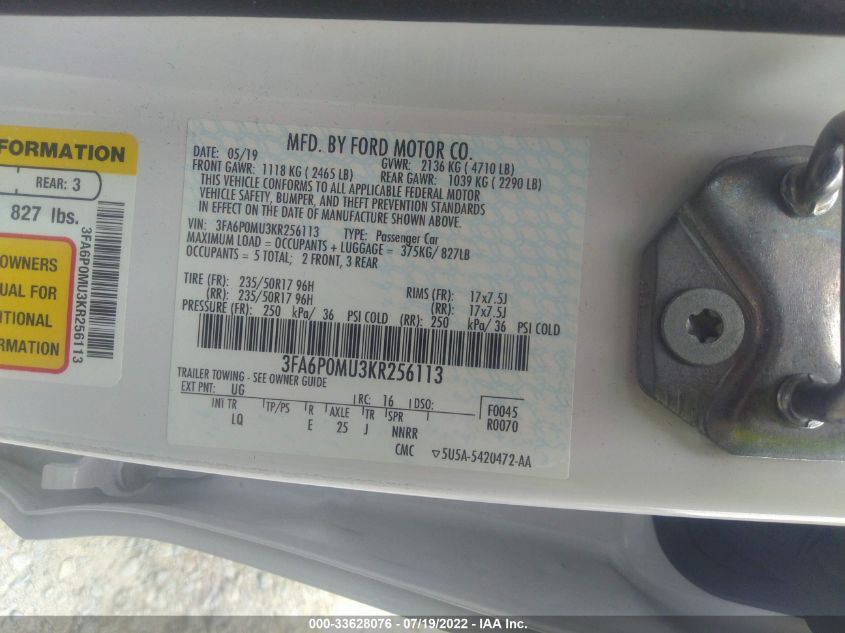 FORMATION
REAR: 3
827 lbs.
OWNERS
UAL FOR
ITIONAL
RMATION
3FA6P0MU3KR256113
MFD. BY FORD MOTOR CO.
DATE: 05/19 GVWR: 2136 KG ( 4710 LB)
FRONT GAWR: 1118 KG ( 2465 LB) REAR GAWR: 1039 KG ( 2290 LB)
THIS VEHICLE CONFORMS TO ALL APPLICABLE FEDERAL MOTOR
VEHICLE SAFETY, BUMPER, AND THEFT PREVENTION STANDARDS
IN EFFECT ON THE DATE OF MANUFACTURE SHOWN ABOVE.
VIN: 3FA6P0MU3KR256113 TYPE: Passenger Car
MAXIMUM LOAD = OCCUPANTS + LUGGAGE = 375KG/ 827LB
OCCUPANTS = 5 TOTAL; 2 FRONT, 3 REAR
TIRE (FR): 235/50R17 96H RIMS (FR): 17x7.5J
(RR): 235/50R17 96H (RR): 17x7.5J
PRESSURE (FR): 250 kPa/ 36 PSI COLD (RR): 250 kPa/ 36 PSI COLD
3FA6P0MU3KR256113
TRAILER TOWING - SEE OWNER GUIDE
EXT PNT: UG RC: 16 DSO: F0045
INT TR TP/PS R AXLE TR SPR R0070
LQ E 25 J NNRR
CMC ▽5U5A-5420472-AA
000-33628076 - 07/19/2022 - IAA Inc.